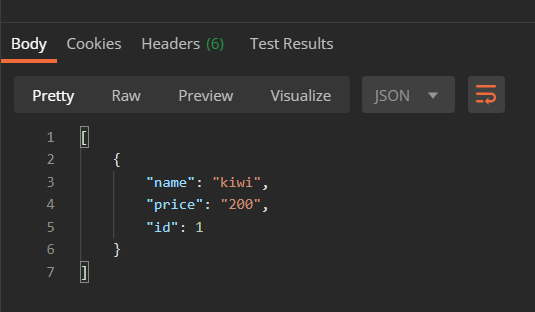 Body Cookies Headers (6) Test Results
Pretty Raw Preview Visualize JSON
1 [
2 {
3 "name": "kiwi",
4 "price": "200",
5 "id": 1
6 }
7 ]